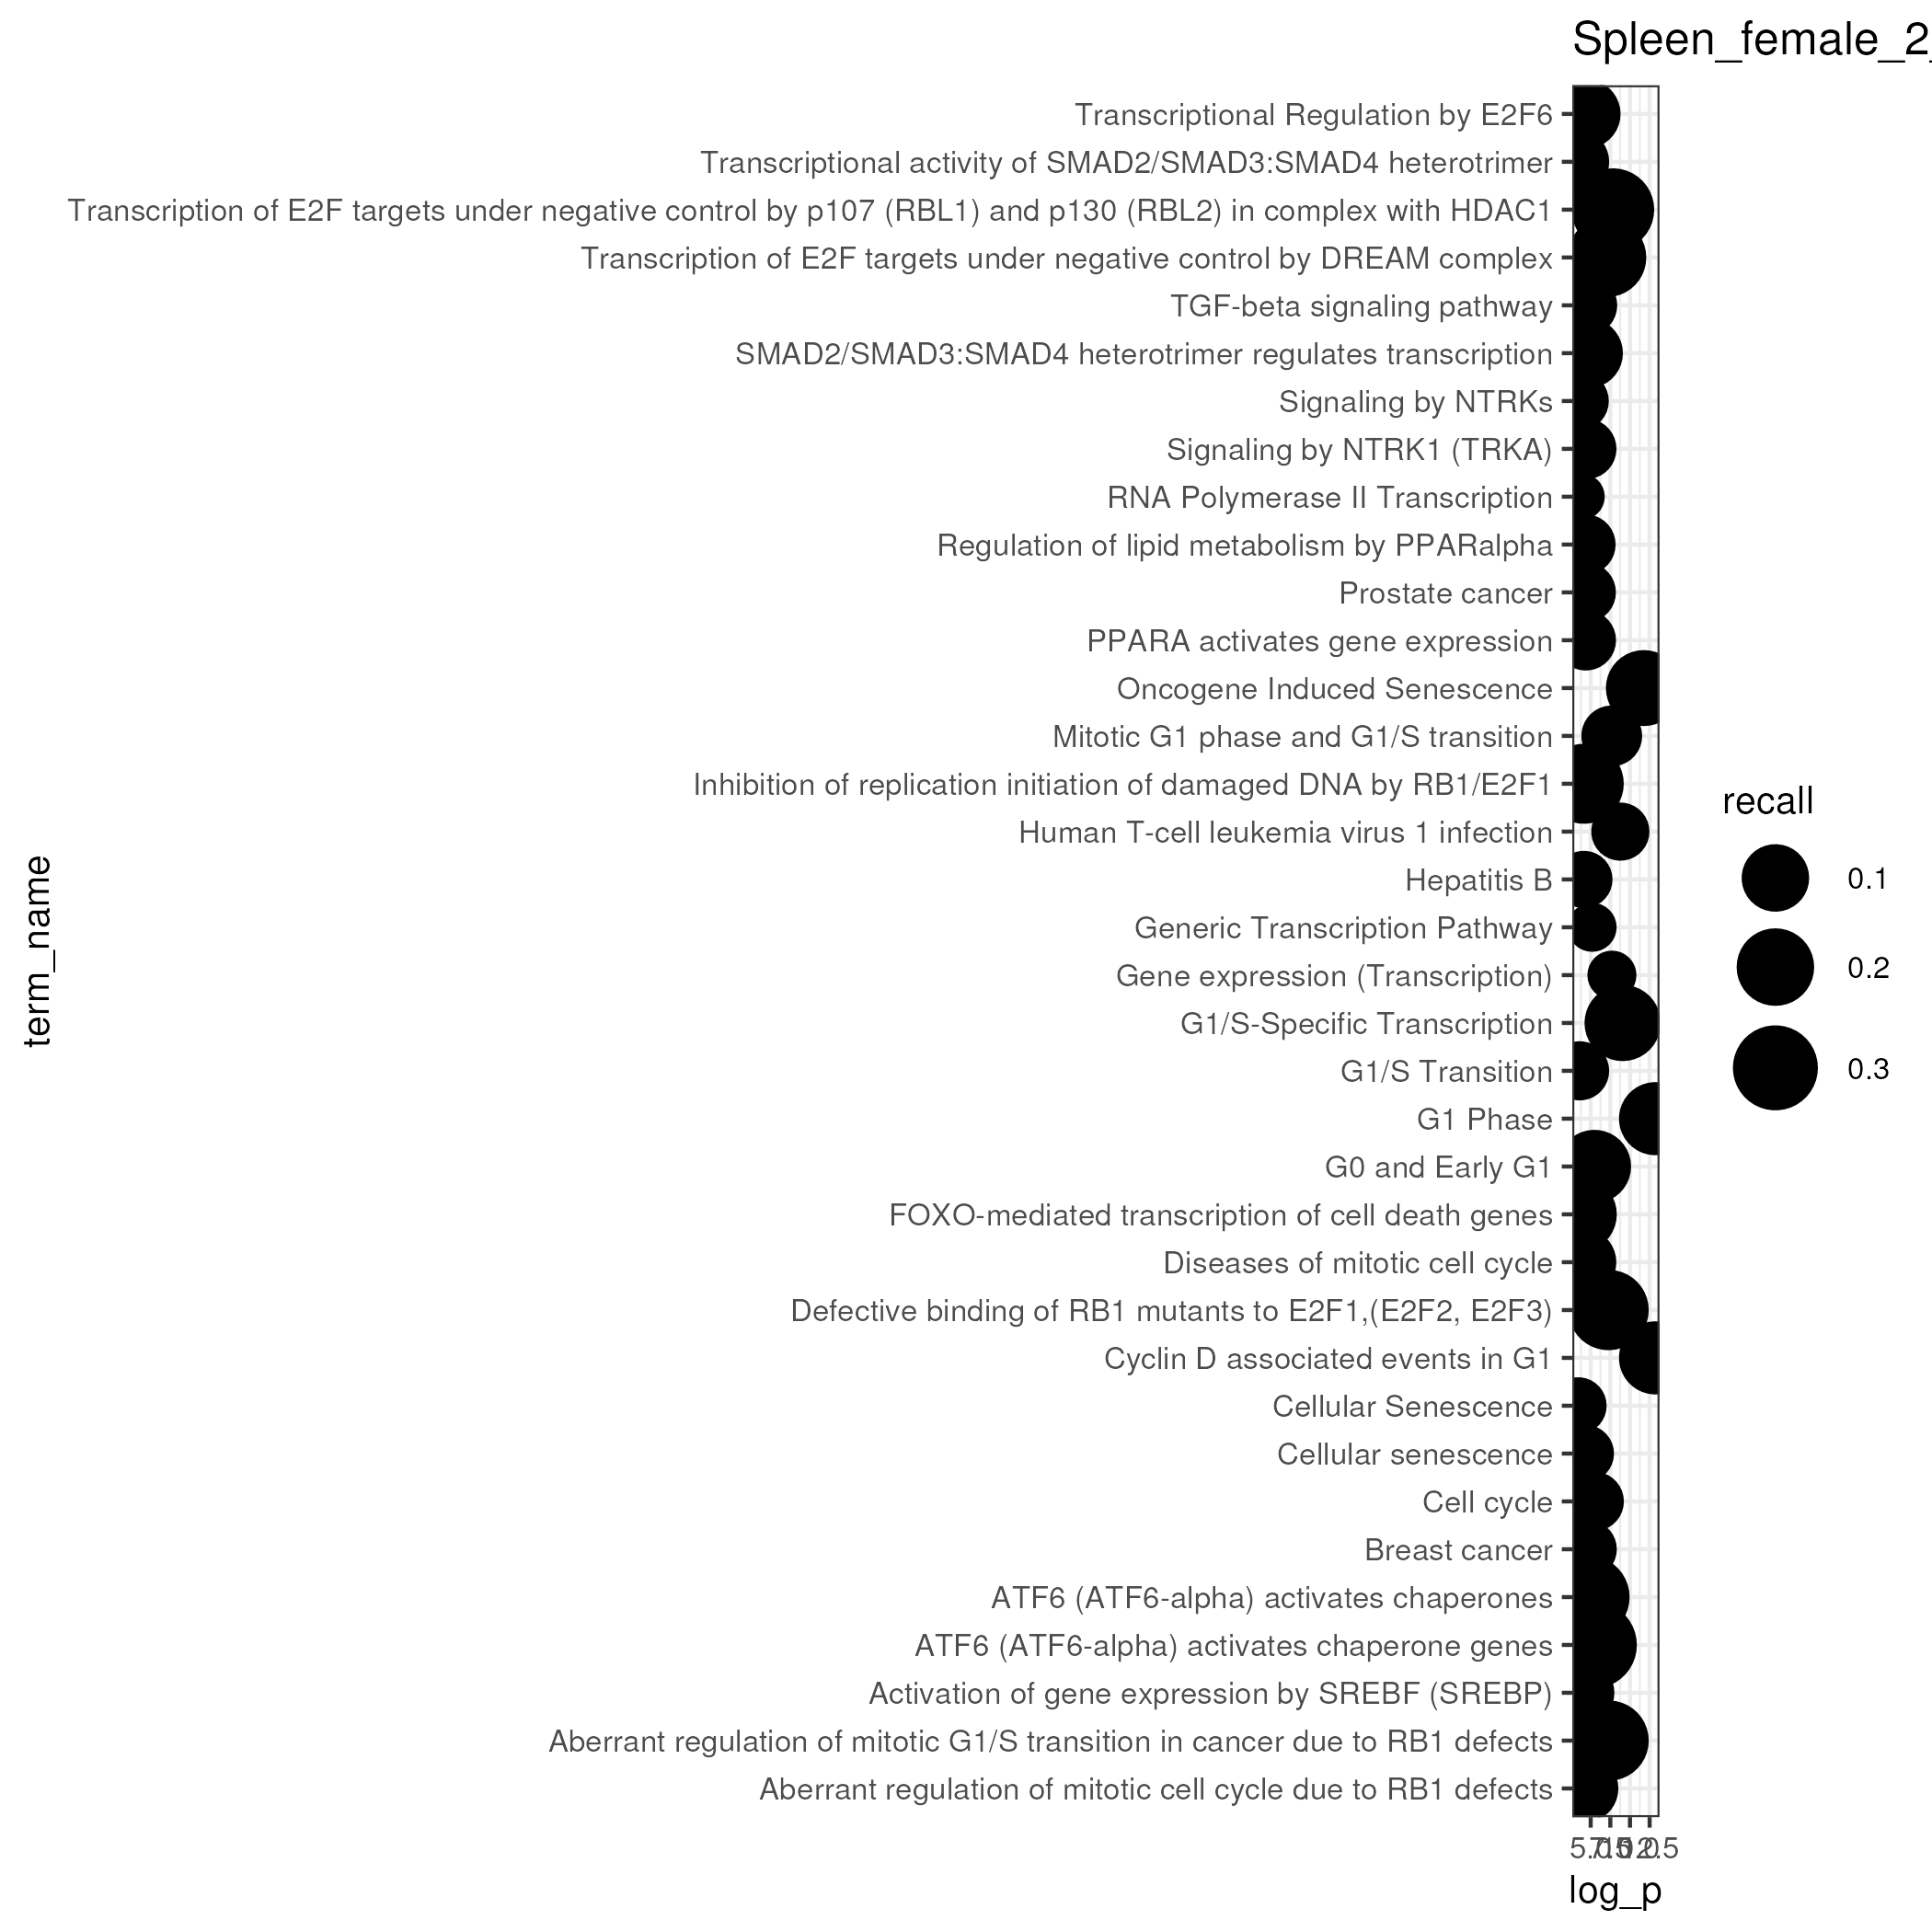 Spleen_female_2_
Transcriptional Regulation by E2F6
Transcriptional activity of SMAD2/SMAD3:SMAD4 heterotrimer
Transcription of E2F targets under negative control by p107 (RBL1) and p130 (RBL2) in complex with HDAC1
Transcription of E2F targets under negative control by DREAM complex
TGF-beta signaling pathway
SMAD2/SMAD3:SMAD4 heterotrimer regulates transcription
Signaling by NTRKs
Signaling by NTRK1 (TRKA)
RNA Polymerase II Transcription
Regulation of lipid metabolism by PPARalpha
Prostate cancer
PPARA activates gene expression
Oncogene Induced Senescence
Mitotic G1 phase and G1/S transition
Inhibition of replication initiation of damaged DNA by RB1/E2F1
Human T-cell leukemia virus 1 infection
Hepatitis B
Generic Transcription Pathway
Gene expression (Transcription)
G1/S-Specific Transcription
G1/S Transition
G1 Phase
G0 and Early G1
FOXO-mediated transcription of cell death genes
Diseases of mitotic cell cycle
Defective binding of RB1 mutants to E2F1,(E2F2, E2F3)
Cyclin D associated events in G1
Cellular Senescence
Cellular senescence
Cell cycle
Breast cancer
ATF6 (ATF6-alpha) activates chaperones
ATF6 (ATF6-alpha) activates chaperone genes
Activation of gene expression by SREBF (SREBP)
Aberrant regulation of mitotic G1/S transition in cancer due to RB1 defects
Aberrant regulation of mitotic cell cycle due to RB1 defects
term_name
log_p
recall
0.1
0.2
0.3